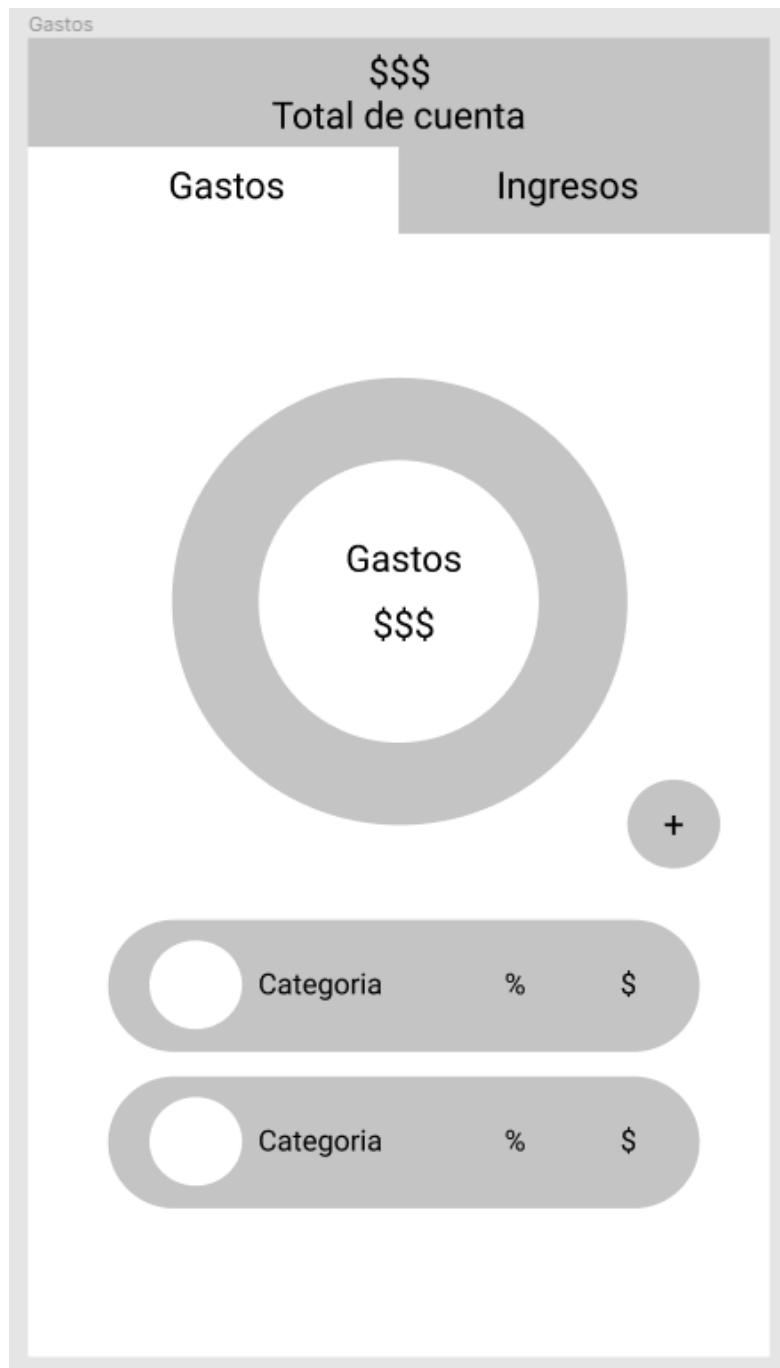 Gastos
$$$
Total de cuenta
Gastos Ingresos
Gastos
$$$
+
Categoria % $
Categoria % $